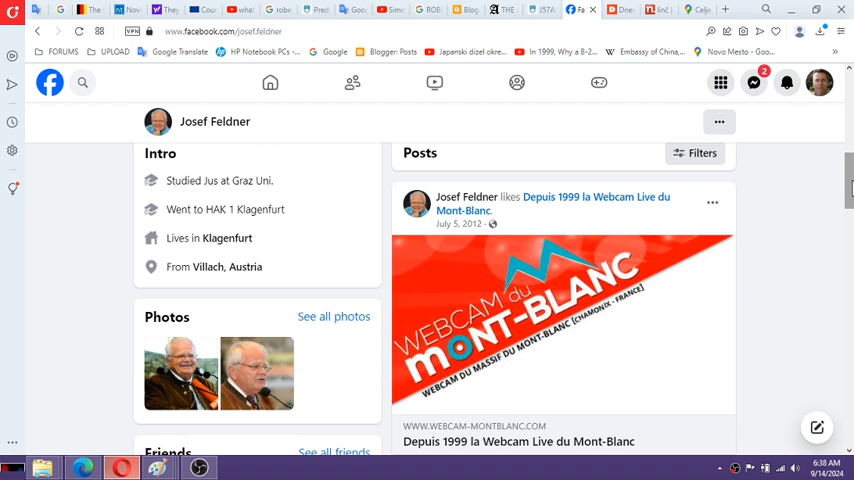 The
Nov
They
Cour
what
robe
Pred
Goo
Simo
ROB
Blog
THE
J57A
Fa
Dnev
linč
Celje
VPN
www.facebook.com/josef.feldner
FORUMS
UPLOAD
Google Translate
HP Notebook PC -...
Google
Blogger: Posts
Japanski dizel okre...
In 1999, Why a B-2...
Embassy of China,...
Novo Mesto - Goo...
2
Josef Feldner
Intro
Studied Jus at Graz Uni.
Went to HAK 1 Klagenfurt
Lives in Klagenfurt
From Villach, Austria
Photos
See all photos
Friends
See all friends
Posts
Filters
Josef Feldner likes Depuis 1999 la Webcam Live du
Mont-Blanc.
July 5, 2012
WEBCAM du
MONT-BLANC
WEBCAM DU MASSIF DU MONT-BLANC [CHAMONIX - FRANCE]
WWW.WEBCAM-MONTBLANC.COM
Depuis 1999 la Webcam Live du Mont-Blanc
6:38 AM
9/14/2024